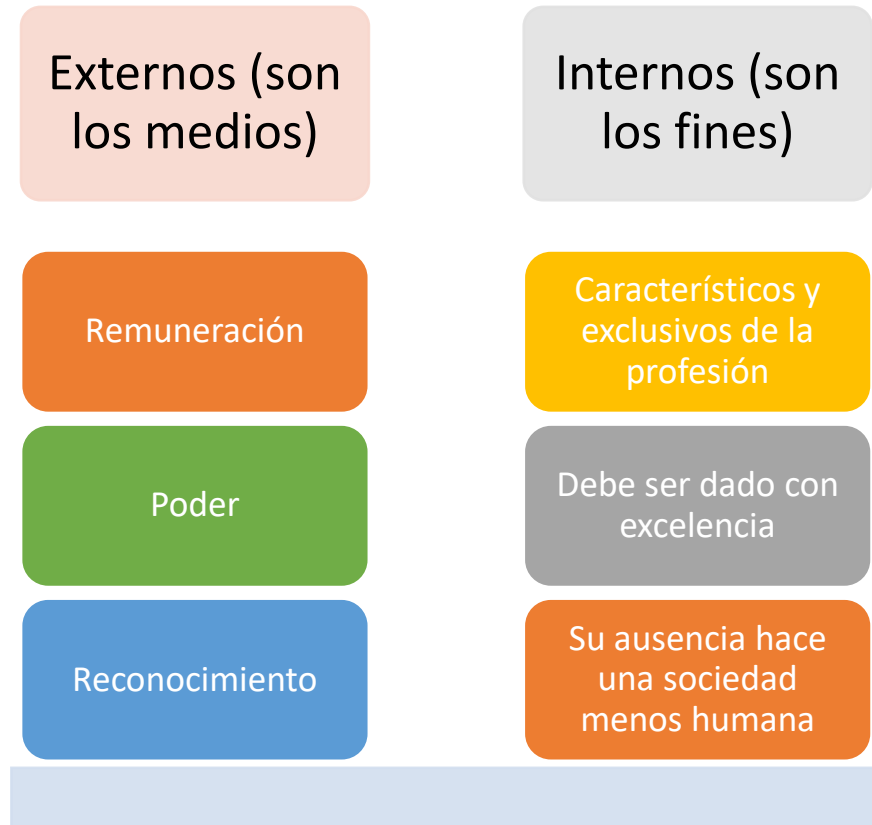 Externos (son
los medios)
Remuneración
Poder
Reconocimiento
Internos (son
los fines)
Característicos y
exclusivos de la
profesión
Debe ser dado con
excelencia
Su ausencia hace
una sociedad
menos humana